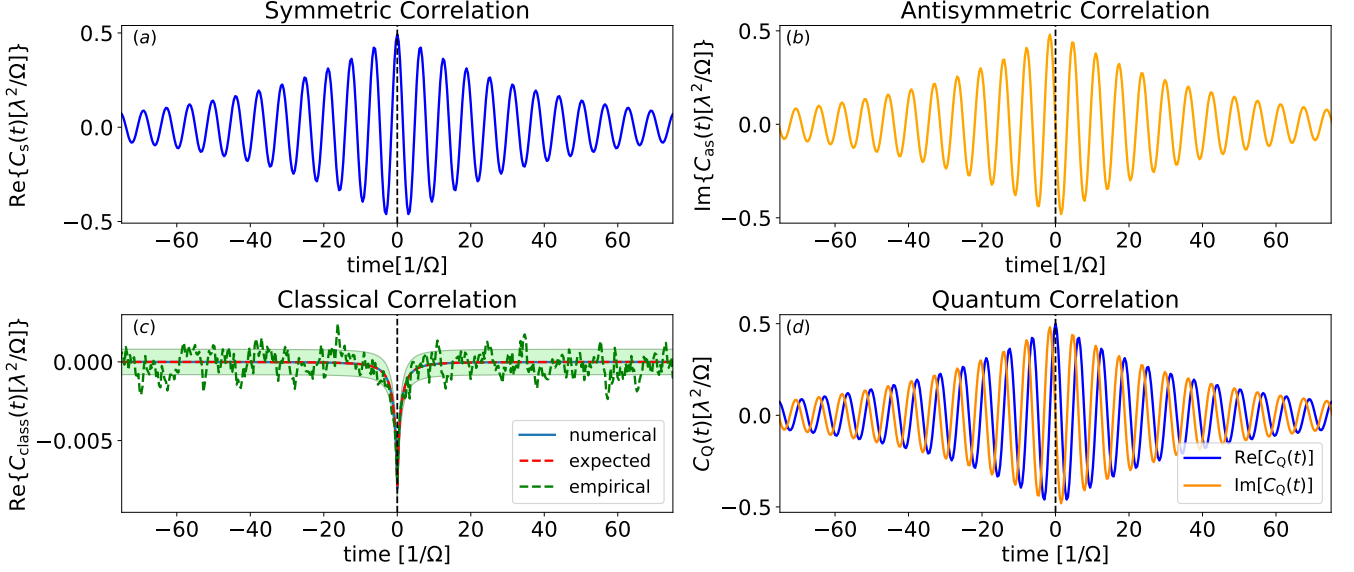 Symmetric Correlation
(a)
Re{C_s(t)[λ²/Ω]}
0.5
0.0
−0.5
−60 −40 −20 0 20 40 60
time[1/Ω]
Antisymmetric Correlation
(b)
Im{C_as(t)[λ²/Ω]}
0.5
0.0
−0.5
−60 −40 −20 0 20 40 60
time[1/Ω]
Classical Correlation
(c)
Re{C_class(t)[λ²/Ω]}
0.000
−0.005
numerical
expected
empirical
−60 −40 −20 0 20 40 60
time [1/Ω]
Quantum Correlation
(d)
C_Q(t)[λ²/Ω]
0.5
0.0
−0.5
Re[C_Q(t)]
Im[C_Q(t)]
−60 −40 −20 0 20 40 60
time [1/Ω]